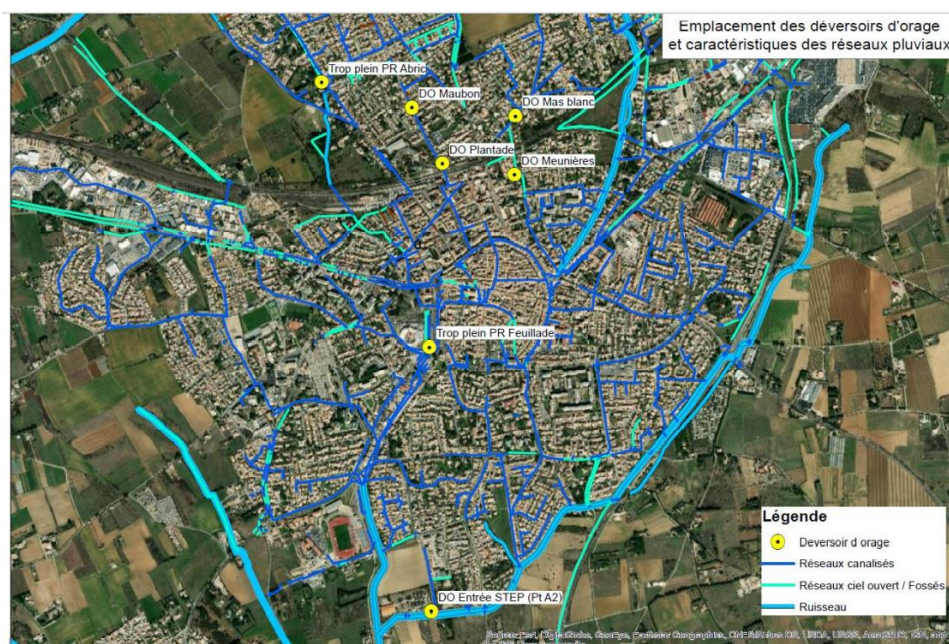 Emplacement des déversoirs d'orage
et caractéristiques des réseaux pluviaux
Trop plein PR Abric
DO Maubon
DO Mas blanc
DO Plantade
DO Meunières
Trop plein PR Feuillade
DO Entrée STEP (Pt A2)
Légende
Deversoir d orage
Réseaux canalisés
Réseaux ciel ouvert / Fossés
Ruisseau